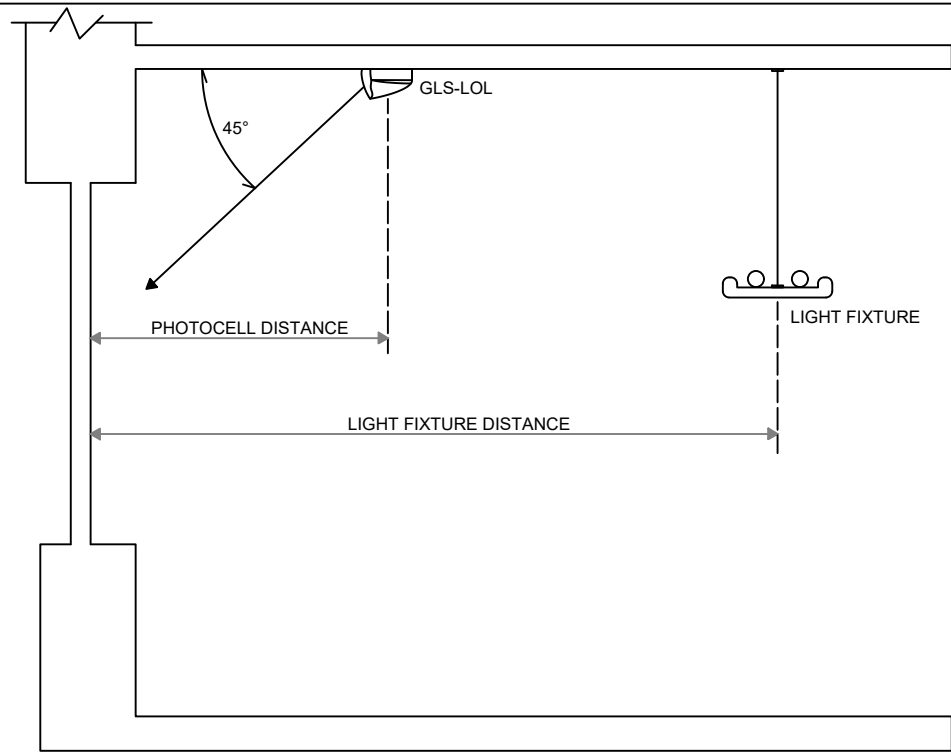 GLS-LOL
45°
PHOTOCELL DISTANCE
LIGHT FIXTURE
LIGHT FIXTURE DISTANCE